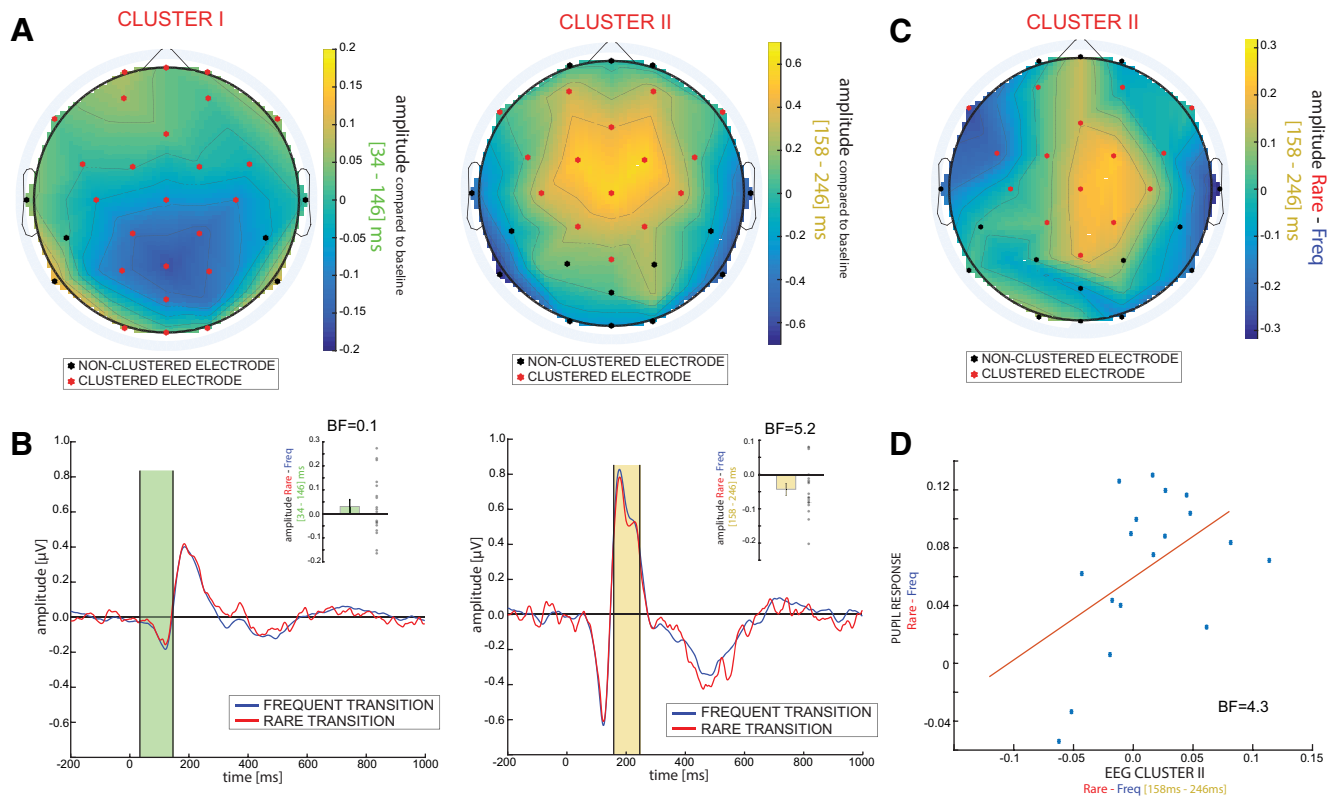 A
CLUSTER I
0.2
0.15
0.1
0.05
0
-0.05
-0.1
-0.15
-0.2
amplitude compared to baseline
[34 - 146] ms
NON-CLUSTERED ELECTRODE
CLUSTERED ELECTRODE
CLUSTER II
0.6
0.4
0.2
0
-0.2
-0.4
-0.6
amplitude compared to baseline
[158 - 246] ms
NON-CLUSTERED ELECTRODE
CLUSTERED ELECTRODE
C
CLUSTER II
0.3
0.2
0.1
0
-0.1
-0.2
-0.3
amplitude Rare - Freq
[158 - 246] ms
NON-CLUSTERED ELECTRODE
CLUSTERED ELECTRODE
B
1.0
0.8
0.6
0.4
0.2
0.0
-0.2
-0.4
-0.6
amplitude [μV]
BF=0.1
0.3
0.2
0.1
0.0
-0.1
-0.2
amplitude Rare - Freq
[34 - 146] ms
FREQUENT TRANSITION
RARE TRANSITION
-200 0 200 400 600 800 1000
time [ms]
1.0
0.8
0.6
0.4
0.2
0.0
-0.2
-0.4
-0.6
amplitude [μV]
BF=5.2
0.1
0.0
-0.1
-0.2
amplitude Rare - Freq
[158 - 246] ms
FREQUENT TRANSITION
RARE TRANSITION
-200 0 200 400 600 800 1000
time [ms]
D
0.12
0.08
0.04
0
-0.04
PUPIL RESPONSE
Rare - Freq
BF=4.3
-0.1 -0.05 0.0 0.05 0.1 0.15
EEG CLUSTER II
Rare - Freq [158ms - 246ms]